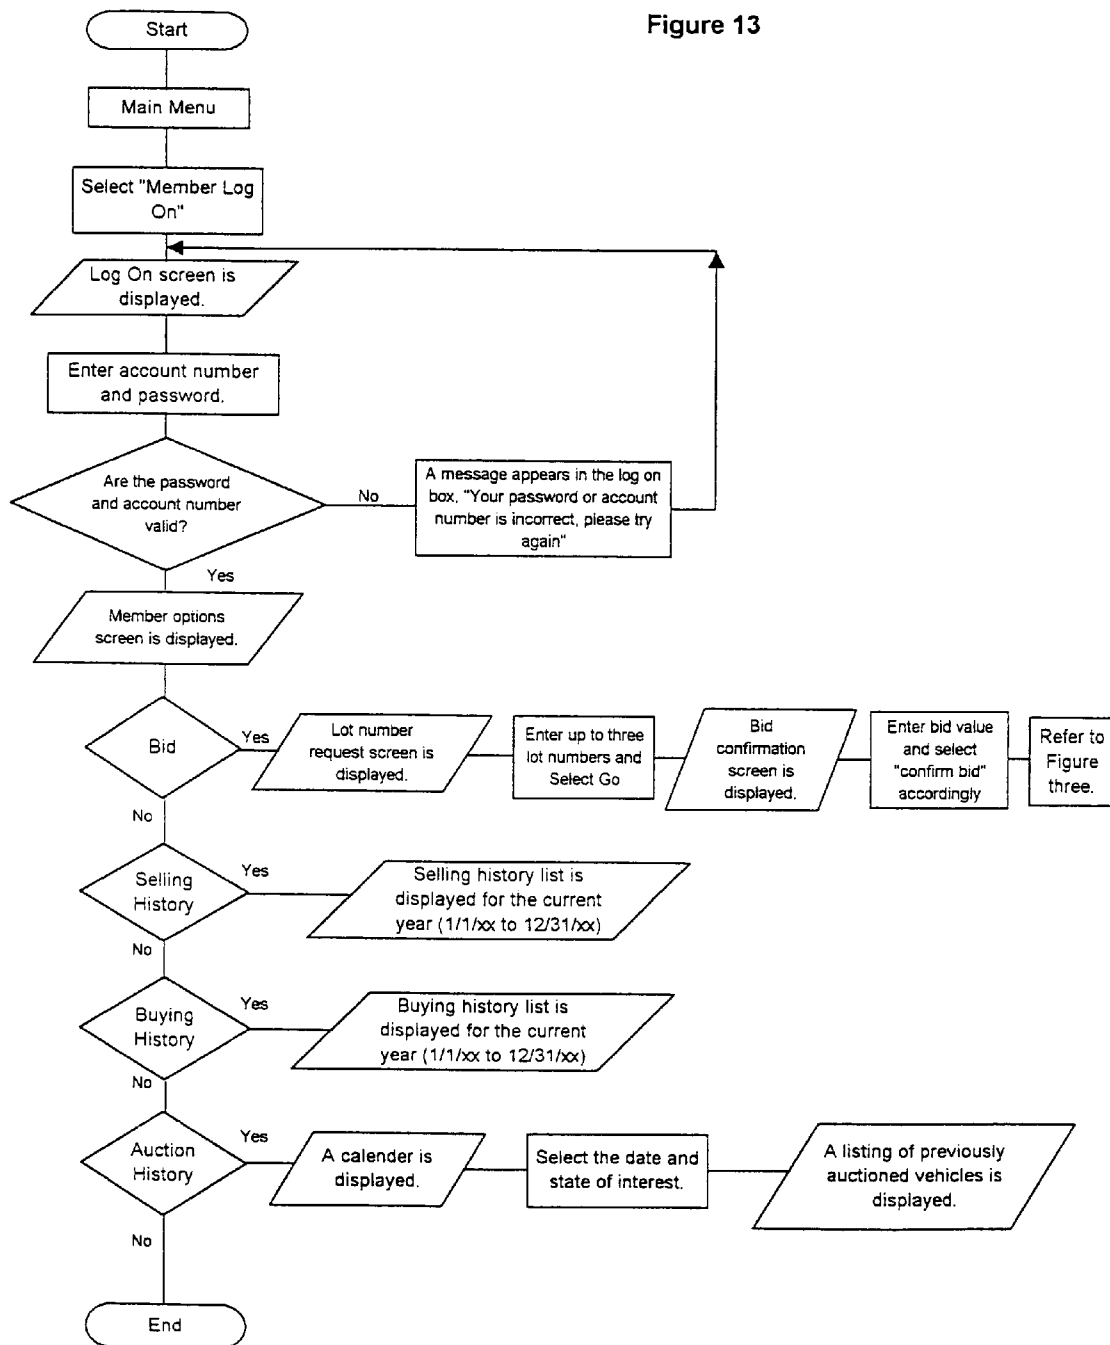 Figure 13
Start
Main Menu
Select "Member Log
On"
Log On screen is
displayed.
Enter account number
and password.
Are the password
and account number
valid?
No
A message appears in the log on
box, "Your password or account
number is incorrect, please try
again"
Yes
Member options
screen is displayed.
Bid
Yes
Lot number
request screen is
displayed.
Enter up to three
lot numbers and
Select Go
Bid
confirmation
screen is
displayed.
Enter bid value
and select
"confirm bid"
accordingly
Refer to
Figure
three.
No
Selling
History
Yes
Selling history list is
displayed for the current
year (1/1/xx to 12/31/xx)
No
Buying
History
Yes
Buying history list is
displayed for the current
year (1/1/xx to 12/31/xx)
No
Auction
History
Yes
A calender is
displayed.
Select the date and
state of interest.
A listing of previously
auctioned vehicles is
displayed.
No
End